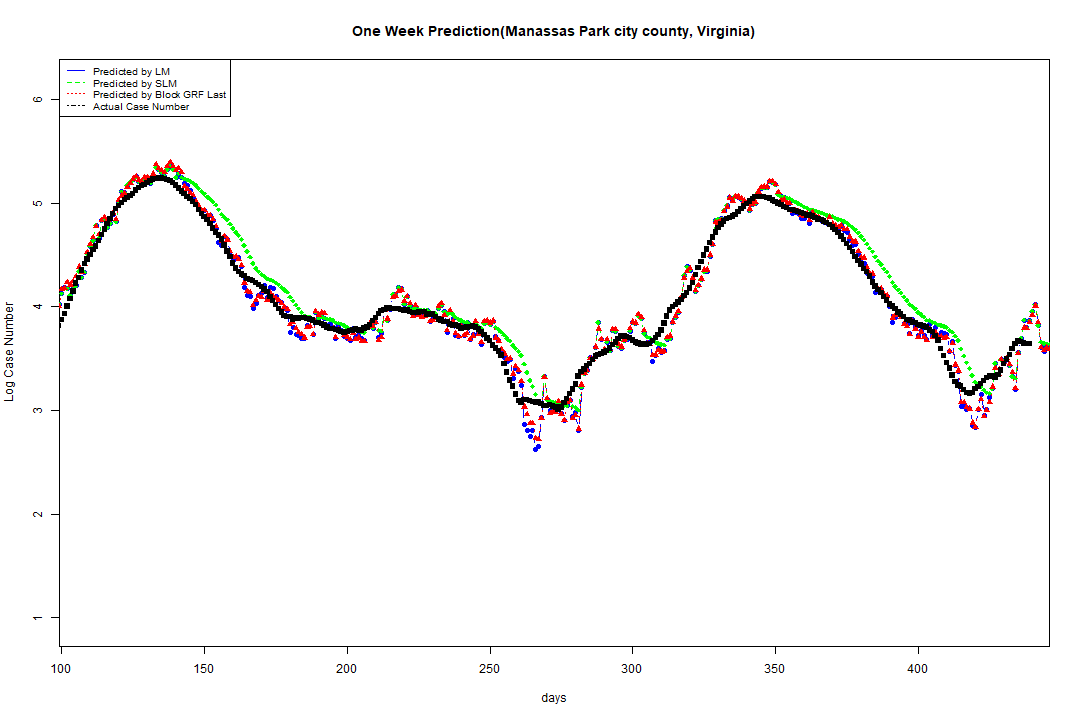 One Week Prediction(Manassas Park city county, Virginia)
Predicted by LM
Predicted by SLM
Predicted by Block GRF Last
Actual Case Number
6
5
4
3
2
1
Log Case Number
100 150 200 250 300 350 400
days